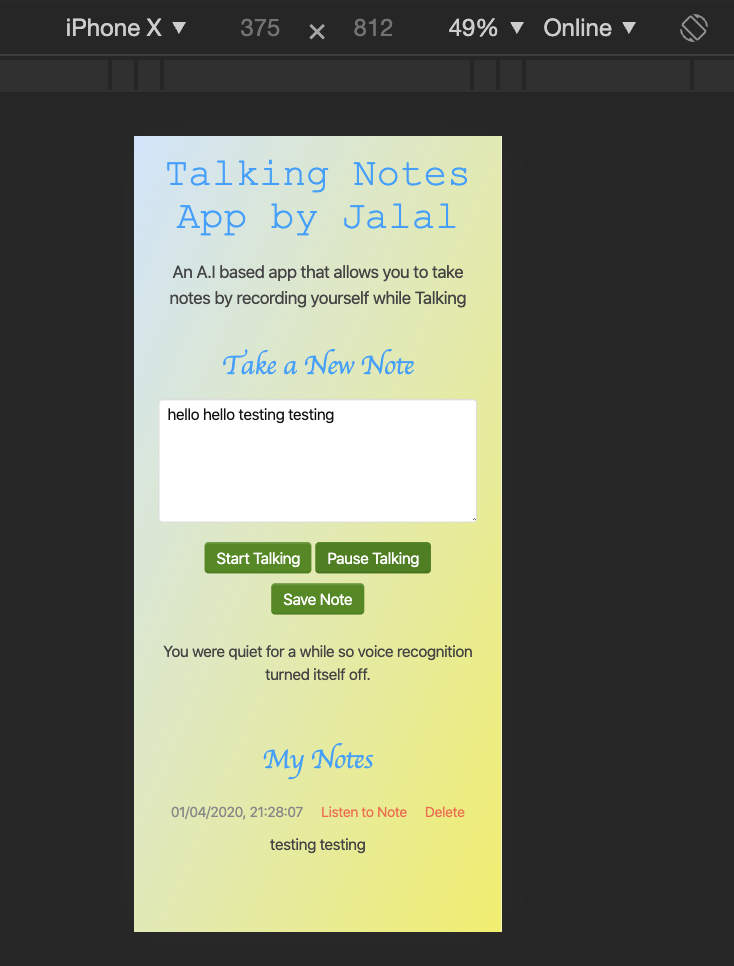 iPhone X ▼ 375 × 812 49% ▼ Online ▼
Talking Notes
App by Jalal
An A.I based app that allows you to take
notes by recording yourself while Talking
Take a New Note
hello hello testing testing
Start Talking Pause Talking
Save Note
You were quiet for a while so voice recognition
turned itself off.
My Notes
01/04/2020, 21:28:07 Listen to Note Delete
testing testing